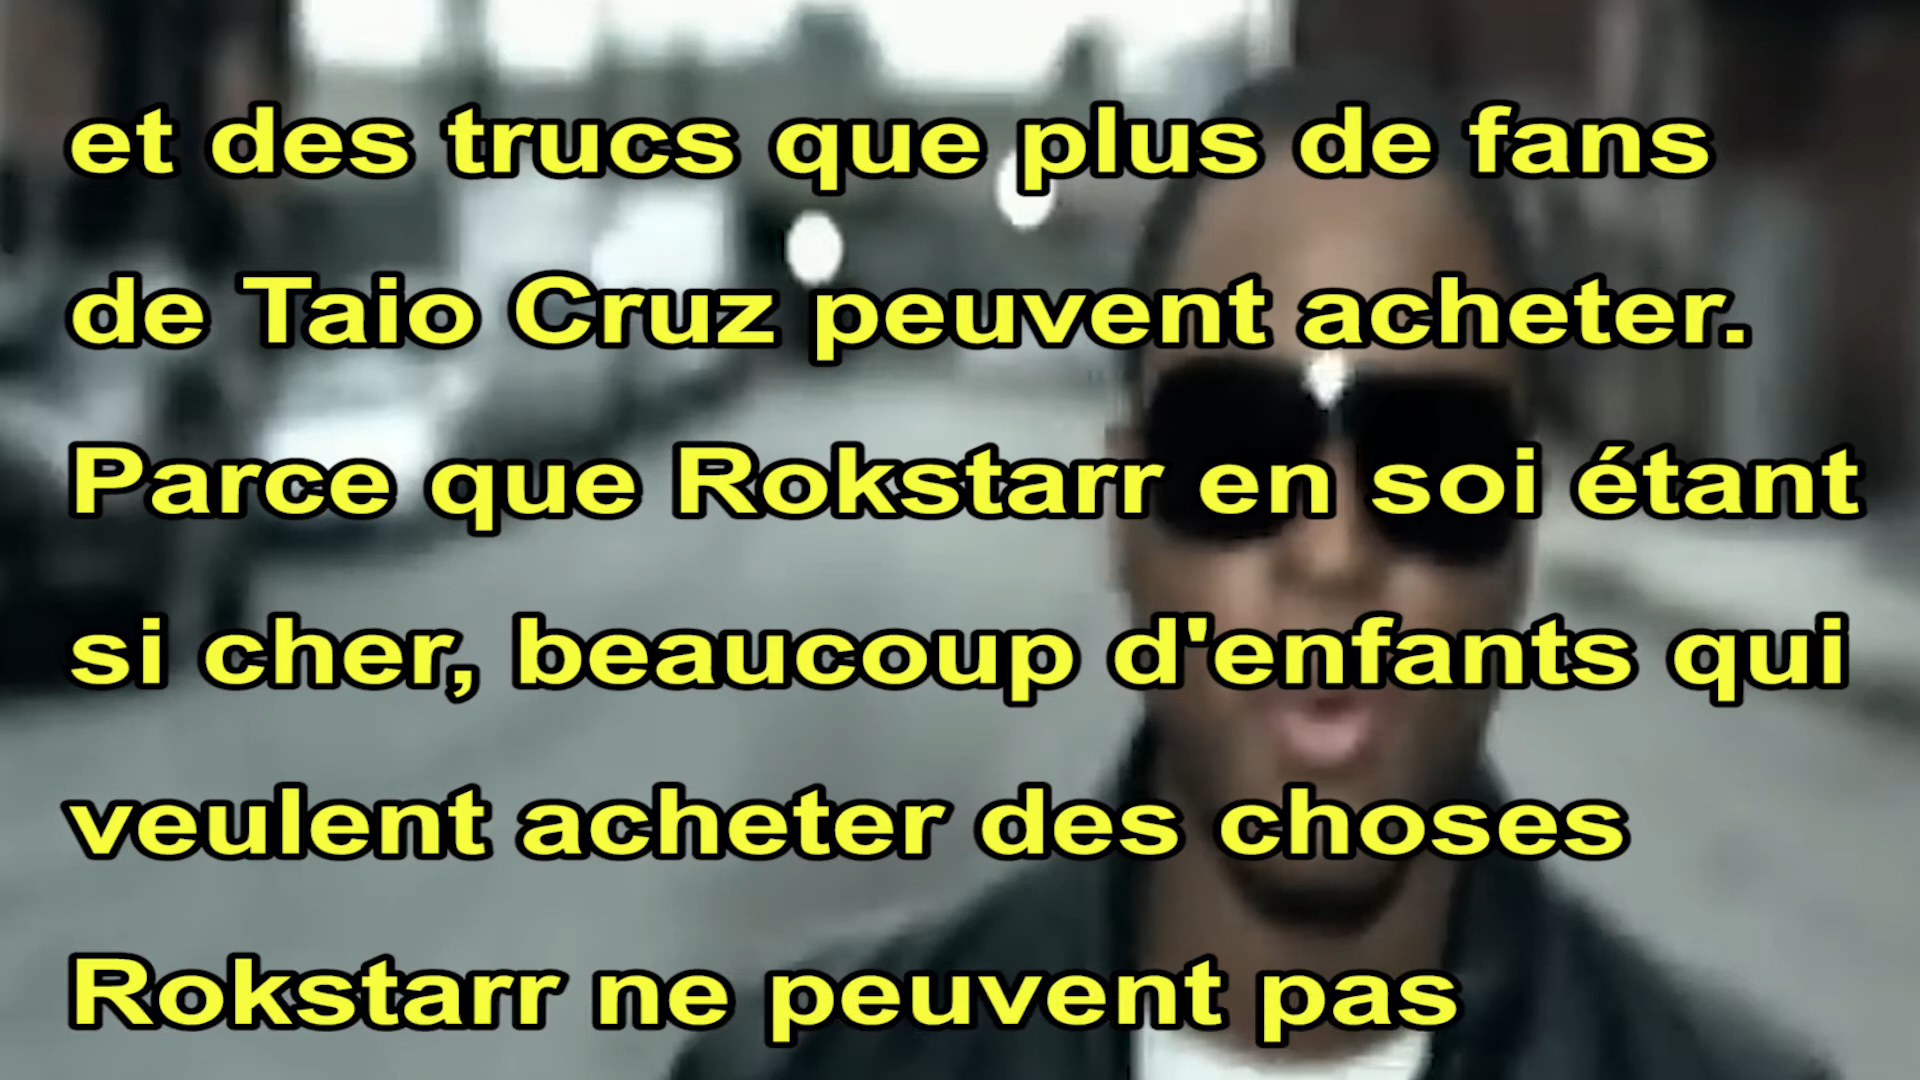 et des trucs que plus de fans
de Taio Cruz peuvent acheter.
Parce que Rokstarr en soi étant
si cher, beaucoup d'enfants qui
veulent acheter des choses
Rokstarr ne peuvent pas